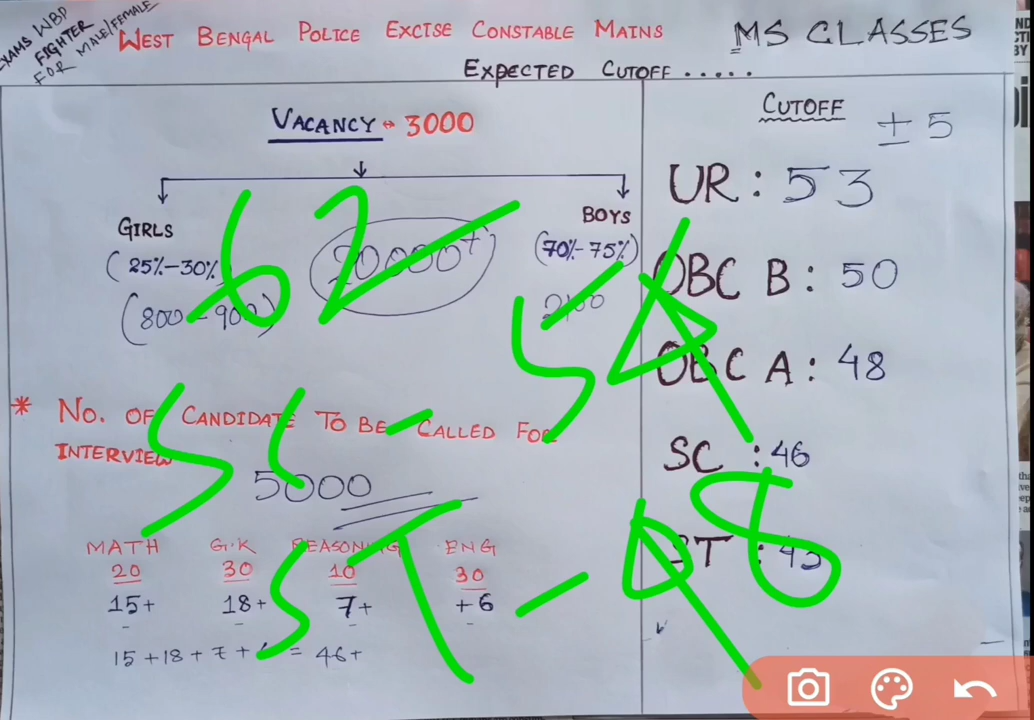 EXAMS WBP
FIGHTER
FOR MALE/FEMALE
WEST BENGAL POLICE EXCISE CONSTABLE MAINS
MS CLASSES
EXPECTED CUTOFF .....
VACANCY → 3000
GIRLS
(25%-30%)
(800-900)
20000+
BOYS
(70%-75%)
2100
62
54
* NO. OF CANDIDATE TO BE CALLED FOR
INTERVIEW
5000
SC -
ST - 48
MATH G.K REASONING ENG
20 30 10 30
15+ 18+ 7+ +6
15+18+7+ = 46+
CUTOFF ±5
UR : 53
OBC B : 50
OBC A : 48
SC : 46
ST : 45